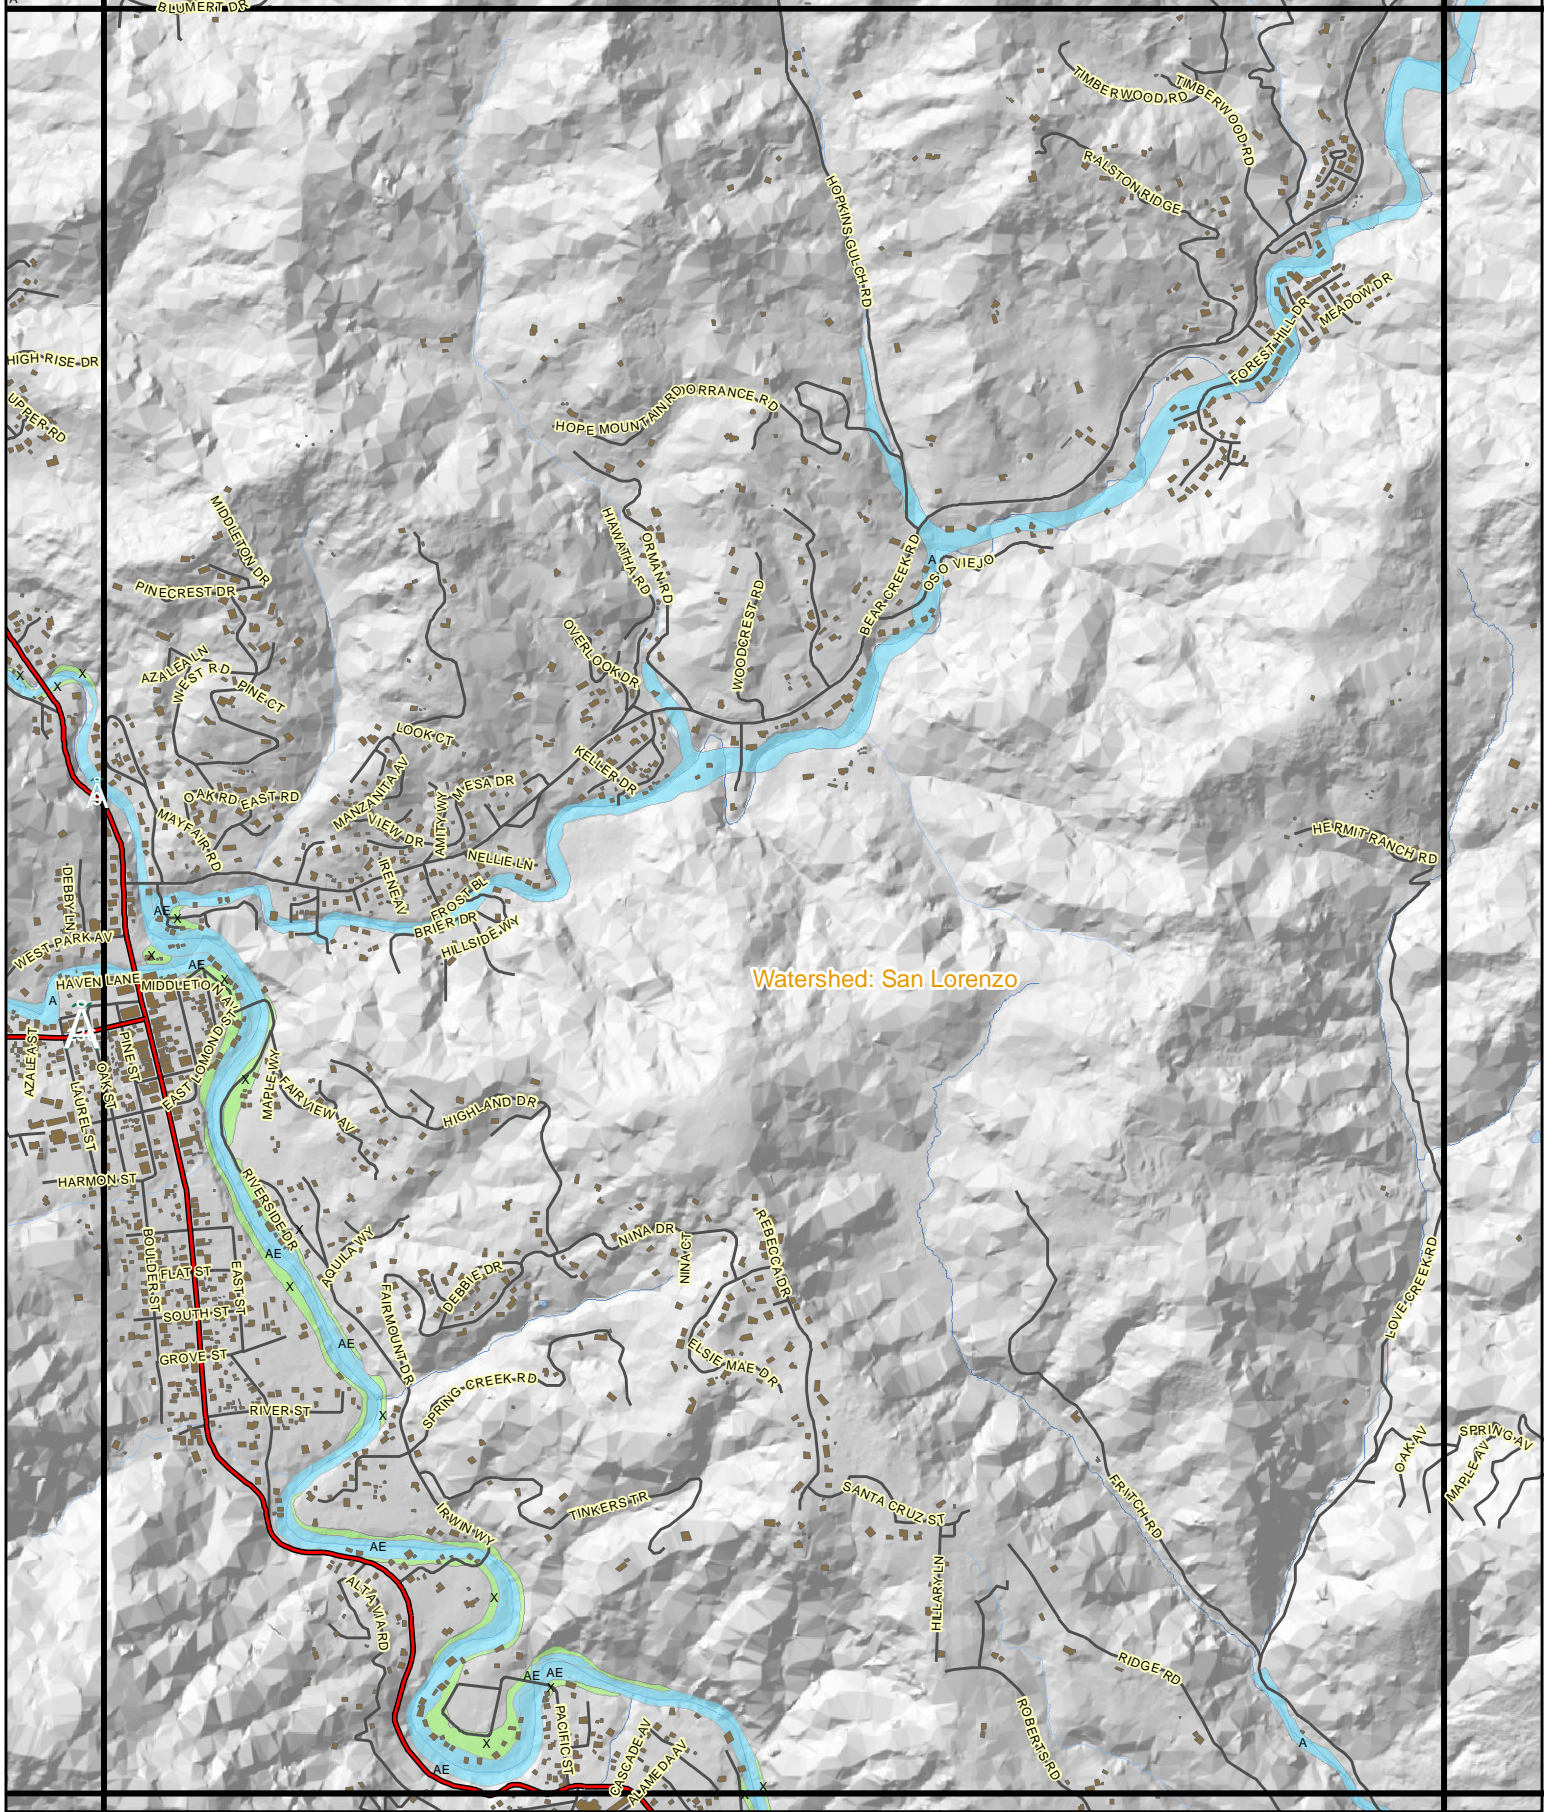 A
BLUMERT DR
TIMBERWOOD RD
TIMBERWOOD RD
RALSTON RIDGE
HOPKINS GULCH RD
MEADOW DR
FOREST HILL DR
HIGH RISE DR
UPPER RD
DORRANCE RD
HOPE MOUNTAIN RD
MIDDLETON DR
HIAWATHA RD
ORMAN RD
PINECREST DR
WOODCREST RD
BEAR CREEK RD
A
OSO VIEJO
OVERLOOK DR
AZALEA LN
WEST RD
PINE CT
X
X
X
LOOK CT
KELLER DR
MESA DR
MANZANITA AV
OAK RD
EAST RD
MAYFAIR RD
VIEW DR
AMITY WY
NELLIE LN
IRENE AV
HERMIT RANCH RD
DEBBY LN
FROST BL
BRIER DR
HILLSIDE WY
AE
X
WEST PARK AV
X
AE
X
HAVEN LANE
MIDDLETON AV
Watershed: San Lorenzo
A
AZALEA ST
PINE ST
OAK ST
LAUREL ST
EAST LOMOND ST
X
MAPLE WY
FAIRVIEW AV
HIGHLAND DR
HARMON ST
RIVERSIDE DR
X
AE
X
AQUILA WY
NINA DR
NINA CT
REBECCA DR
BOULDER ST
FLAT ST
EAST ST
SOUTH ST
DEBBIE DR
FAIRMOUNT DR
AE
GROVE ST
ELSIE MAE DR
SPRING CREEK RD
LOVE CREEK RD
RIVER ST
X
OAK AV
SPRING AV
MAPLE AV
TINKERS TR
SANTA CRUZ ST
FRITCH RD
IRWIN WY
AE
ALTA VIA RD
X
HILLARY LN
RIDGE RD
AE
AE
X
ROBERTS RD
PACIFIC ST
CASCADE AV
ALAMEDA AV
X
AE
A
X